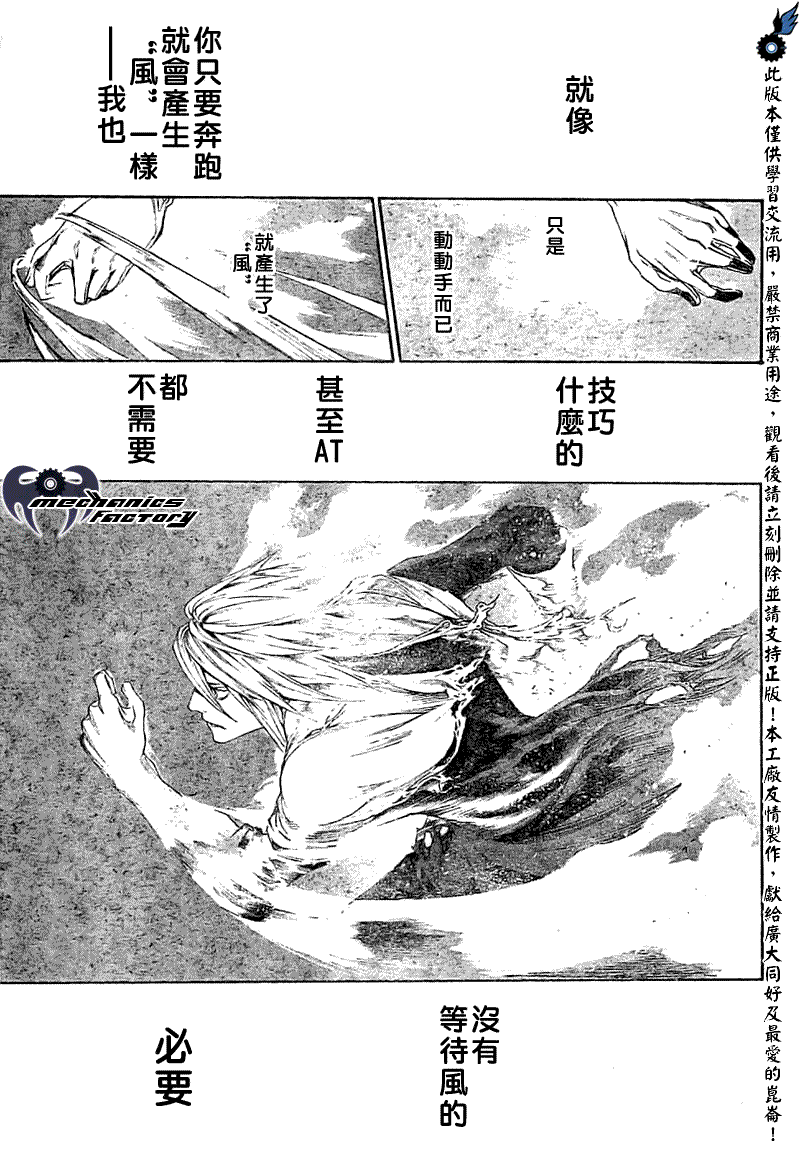 就像
你只要奔跑
就會產生
“風”一樣
——我也
只是
動動手而已
就產生了
“風”
技巧
什麼的
甚至
AT
都
不需要
mechanics
Factory
沒有
等待風的
必要
此版本僅供學習交流用，嚴禁商業用途，觀看後請立刻刪除並請支持正版！本工廠友情製作，獻給廣大同好及最愛的崑崙！